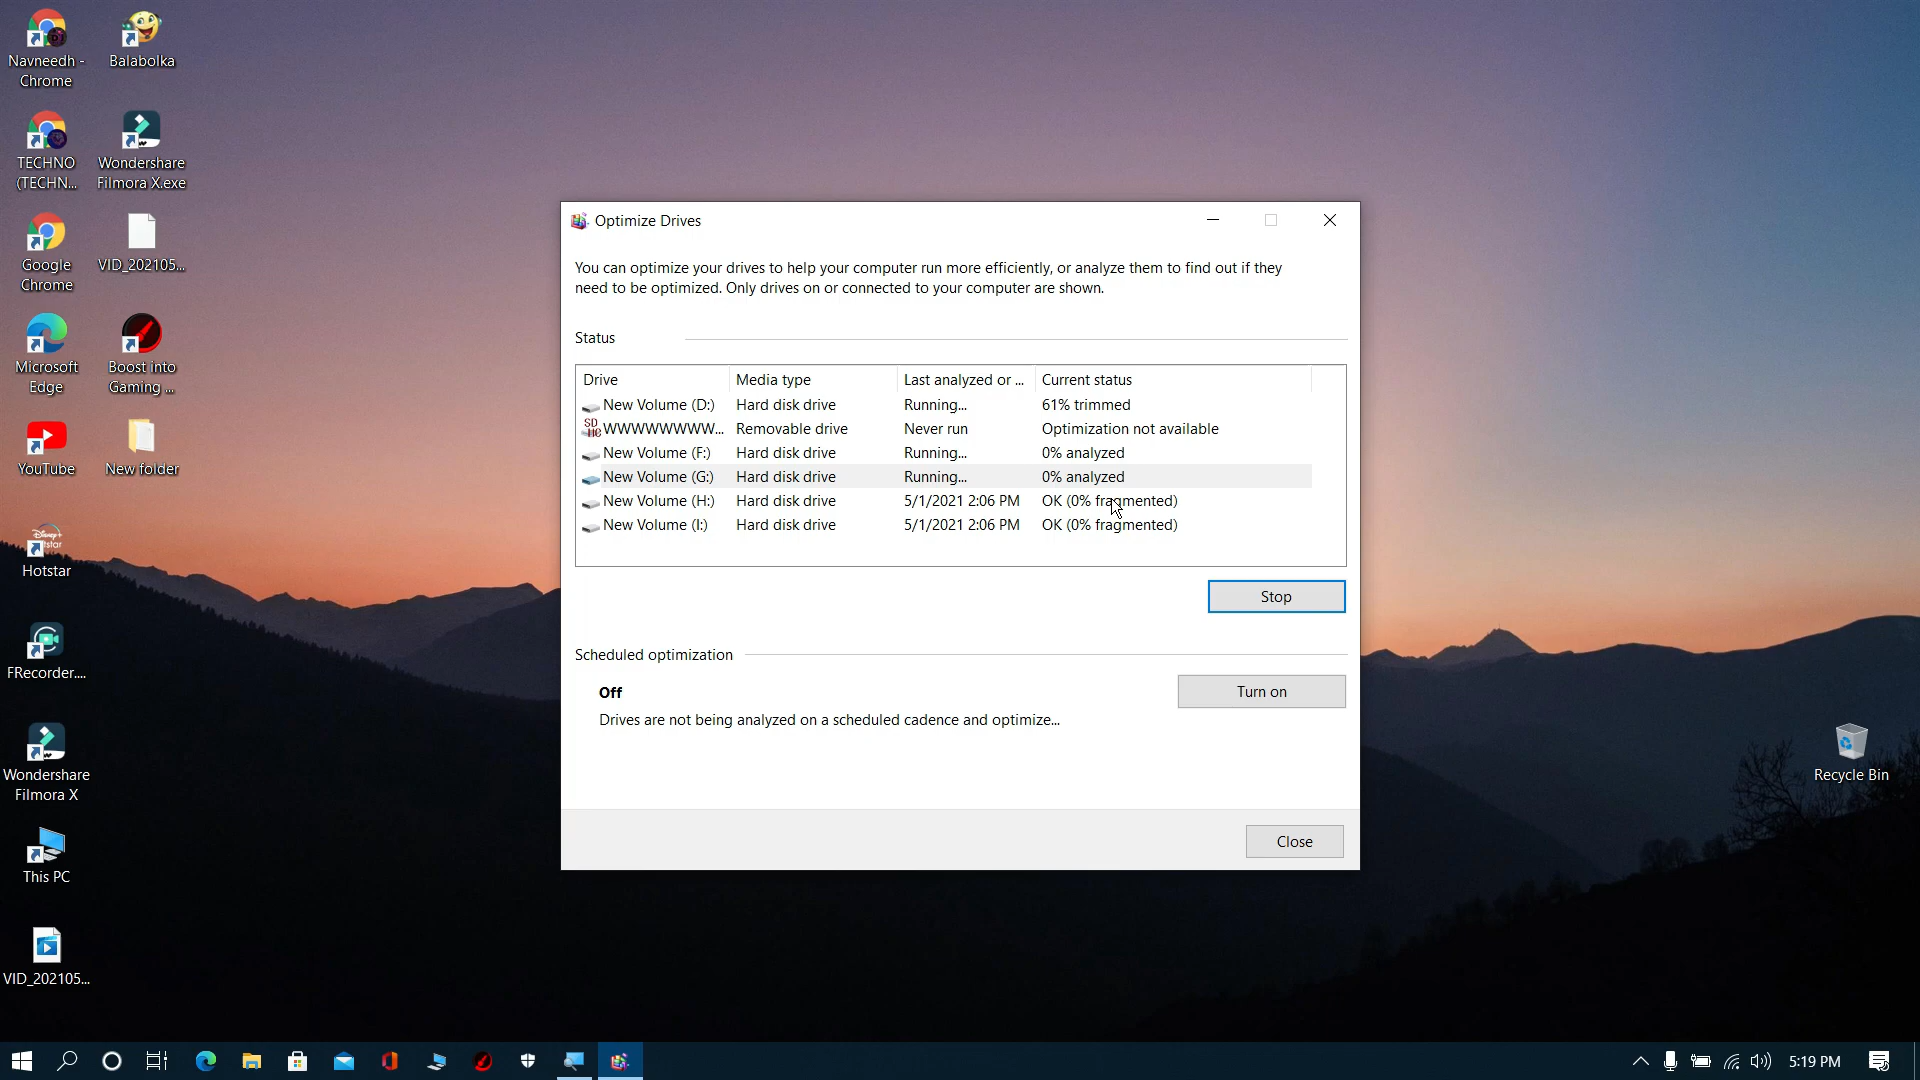 Navneedh -
Chrome
Balabolka
TECHNO
(TECHN...
Wondershare
Filmora X.exe
Google
Chrome
VID_202105...
Microsoft
Edge
Boost into
Gaming ...
YouTube
New folder
Disney+
Hotstar
FRecorder....
Wondershare
Filmora X
This PC
VID_202105...
Recycle Bin
Optimize Drives
You can optimize your drives to help your computer run more efficiently, or analyze them to find out if they
need to be optimized. Only drives on or connected to your computer are shown.
Status
Drive Media type Last analyzed or ... Current status
New Volume (D:) Hard disk drive Running... 61% trimmed
SD HC WWWWWWWW... Removable drive Never run Optimization not available
New Volume (F:) Hard disk drive Running... 0% analyzed
New Volume (G:) Hard disk drive Running... 0% analyzed
New Volume (H:) Hard disk drive 5/1/2021 2:06 PM OK (0% fragmented)
New Volume (I:) Hard disk drive 5/1/2021 2:06 PM OK (0% fragmented)
Stop
Scheduled optimization
Off
Turn on
Drives are not being analyzed on a scheduled cadence and optimize...
Close
5:19 PM